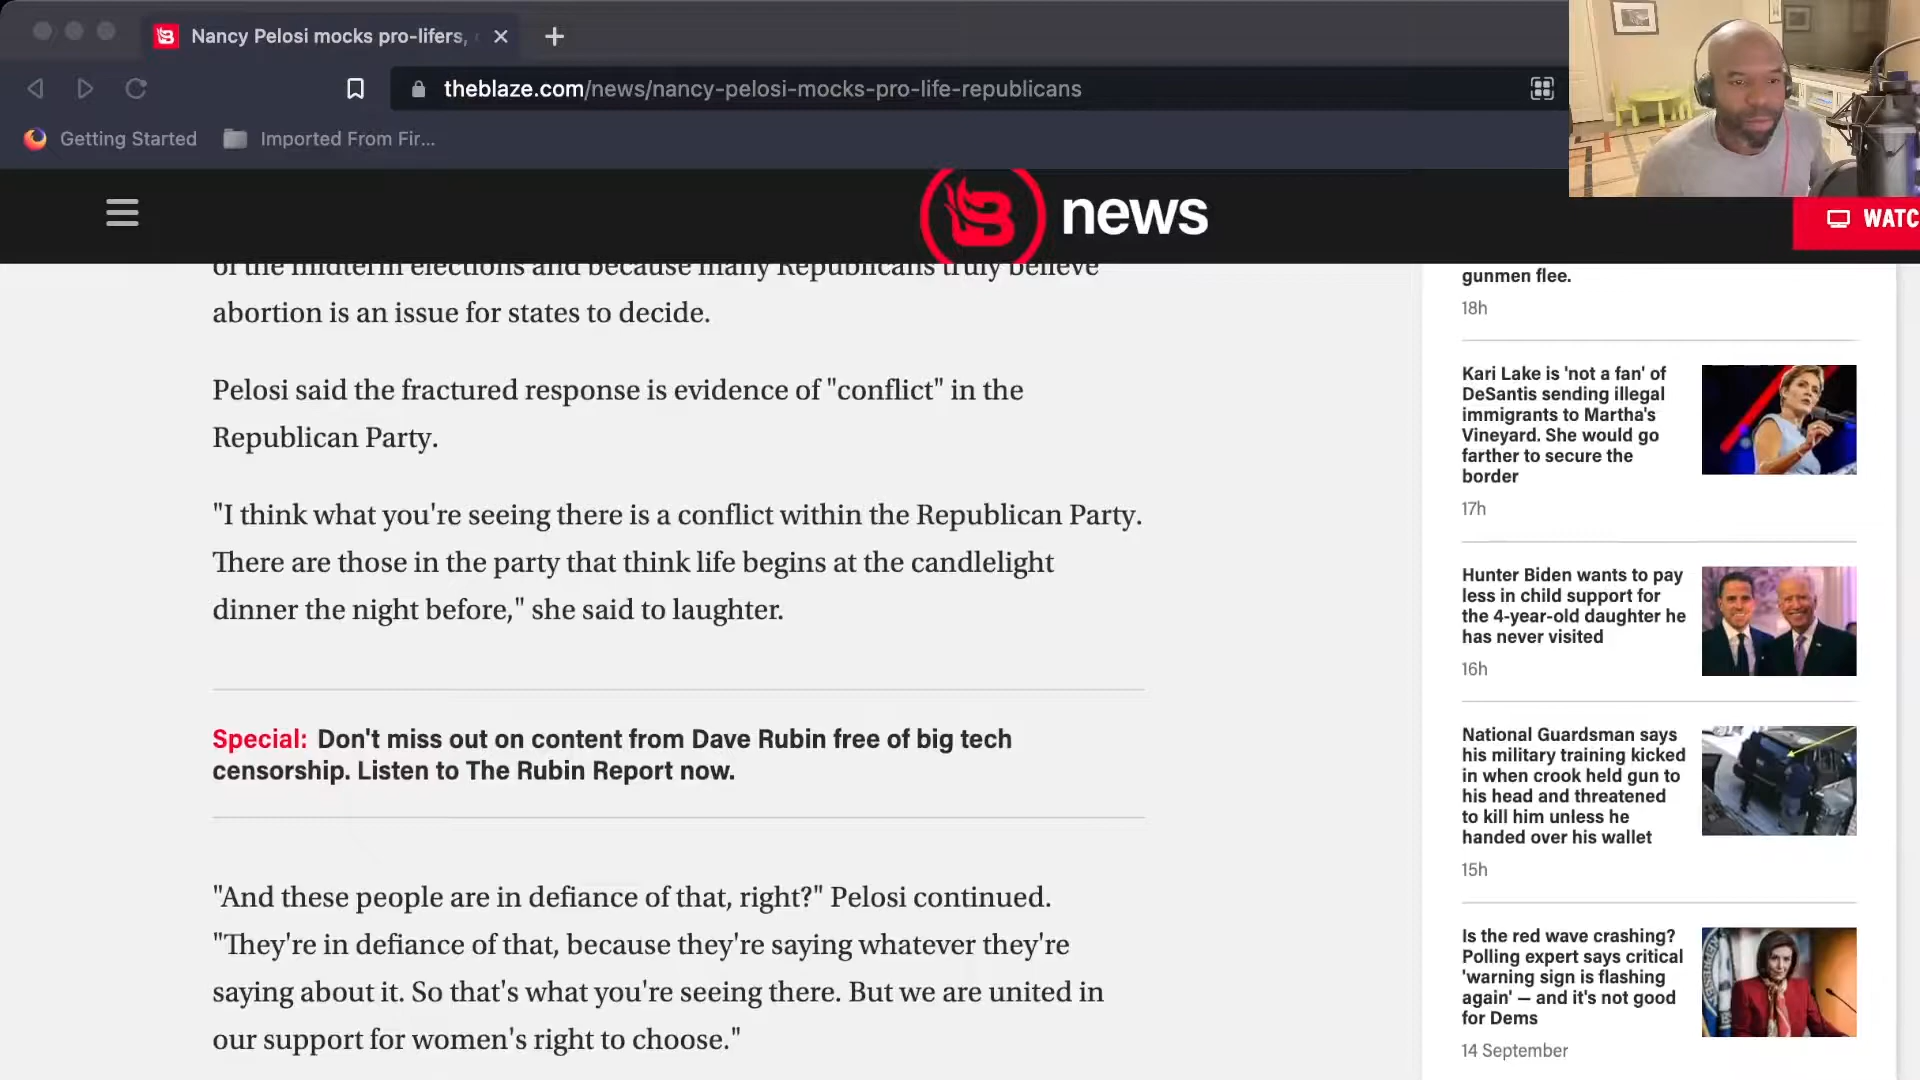 Nancy Pelosi mocks pro-lifers,
theblaze.com/news/nancy-pelosi-mocks-pro-life-republicans
Getting Started
Imported From Fir...
news
WATC
of the midterm elections and because many Republicans truly believe
abortion is an issue for states to decide.
Pelosi said the fractured response is evidence of "conflict" in the
Republican Party.
"I think what you're seeing there is a conflict within the Republican Party.
There are those in the party that think life begins at the candlelight
dinner the night before," she said to laughter.
Special: Don't miss out on content from Dave Rubin free of big tech
censorship. Listen to The Rubin Report now.
"And these people are in defiance of that, right?" Pelosi continued.
"They're in defiance of that, because they're saying whatever they're
saying about it. So that's what you're seeing there. But we are united in
our support for women's right to choose."
gunmen flee.
18h
Kari Lake is 'not a fan' of
DeSantis sending illegal
immigrants to Martha's
Vineyard. She would go
farther to secure the
border
17h
Hunter Biden wants to pay
less in child support for
the 4-year-old daughter he
has never visited
16h
National Guardsman says
his military training kicked
in when crook held gun to
his head and threatened
to kill him unless he
handed over his wallet
15h
Is the red wave crashing?
Polling expert says critical
'warning sign is flashing
again' — and it's not good
for Dems
14 September